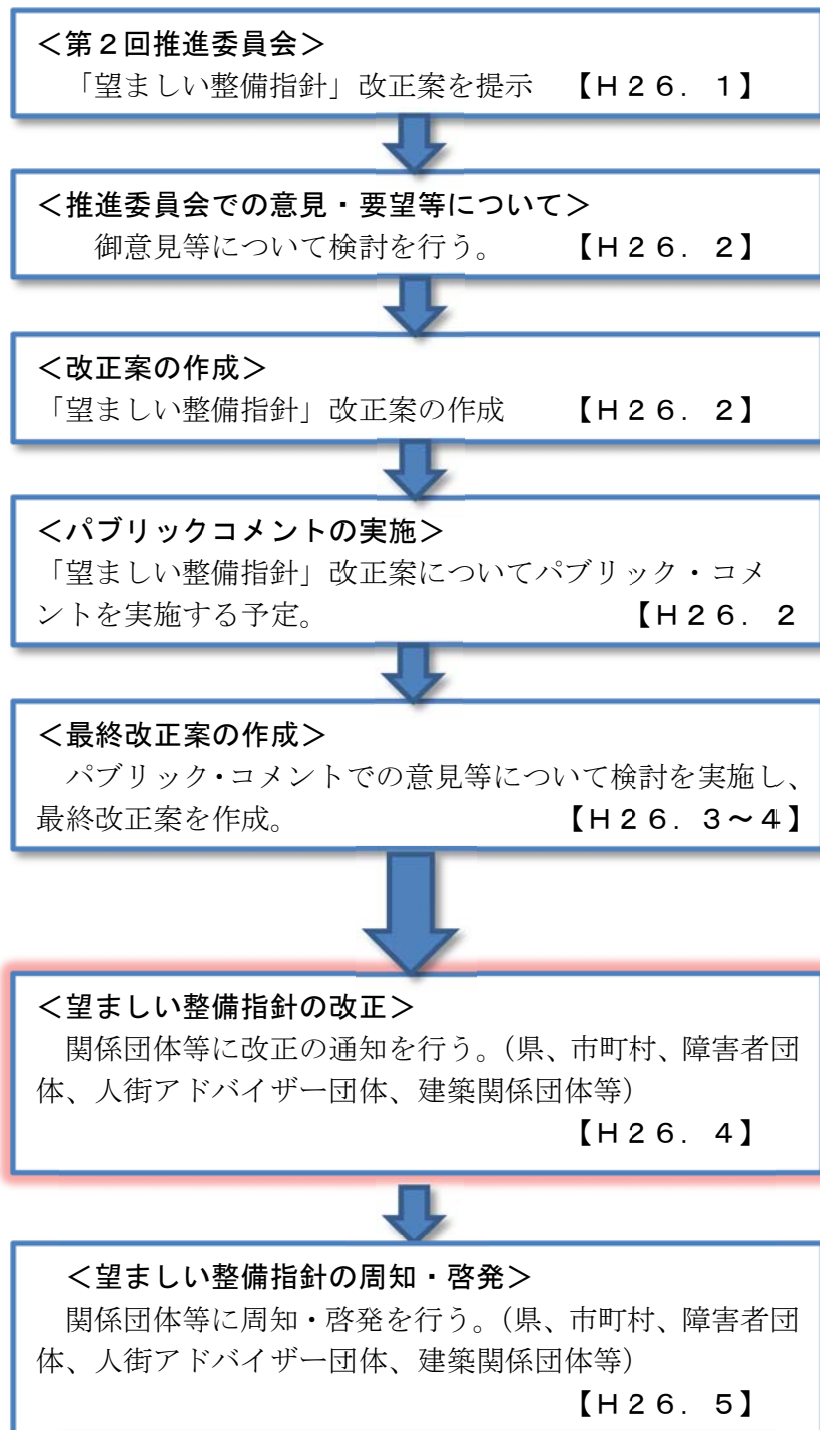 ＜第２回推進委員会＞
「望ましい整備指針」改正案を提示　【Ｈ２６．１】
＜推進委員会での意見・要望等について＞
御意見等について検討を行う。　【Ｈ２６．２】
＜改正案の作成＞
「望ましい整備指針」改正案の作成　【Ｈ２６．２】
＜パブリックコメントの実施＞
「望ましい整備指針」改正案についてパブリック・コメ
ントを実施する予定。　【Ｈ２６．２
＜最終改正案の作成＞
パブリック・コメントでの意見等について検討を実施し、
最終改正案を作成。　【Ｈ２６．３～４】
＜望ましい整備指針の改正＞
関係団体等に改正の通知を行う。（県、市町村、障害者団
体、人街アドバイザー団体、建築関係団体等）
【Ｈ２６．４】
＜望ましい整備指針の周知・啓発＞
関係団体等に周知・啓発を行う。（県、市町村、障害者団
体、人街アドバイザー団体、建築関係団体等）
【Ｈ２６．５】